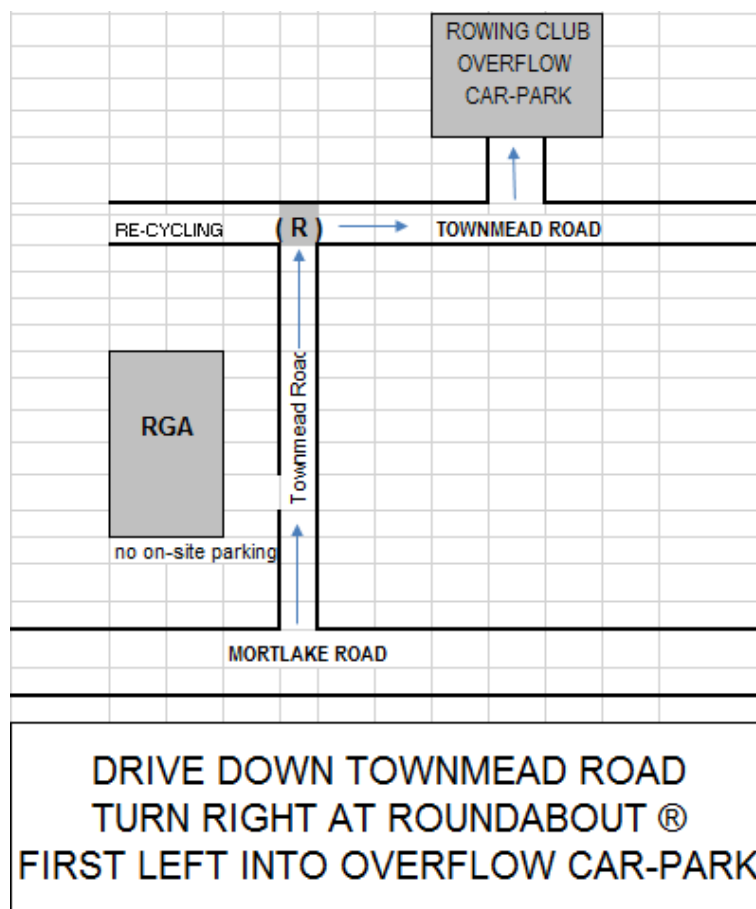 ROWING CLUB
OVERFLOW
CAR-PARK
RE-CYCLING
( R )
TOWNMEAD ROAD
Townmead Road
RGA
no on-site parking
MORTLAKE ROAD
DRIVE DOWN TOWNMEAD ROAD
TURN RIGHT AT ROUNDABOUT ®
FIRST LEFT INTO OVERFLOW CAR-PARK